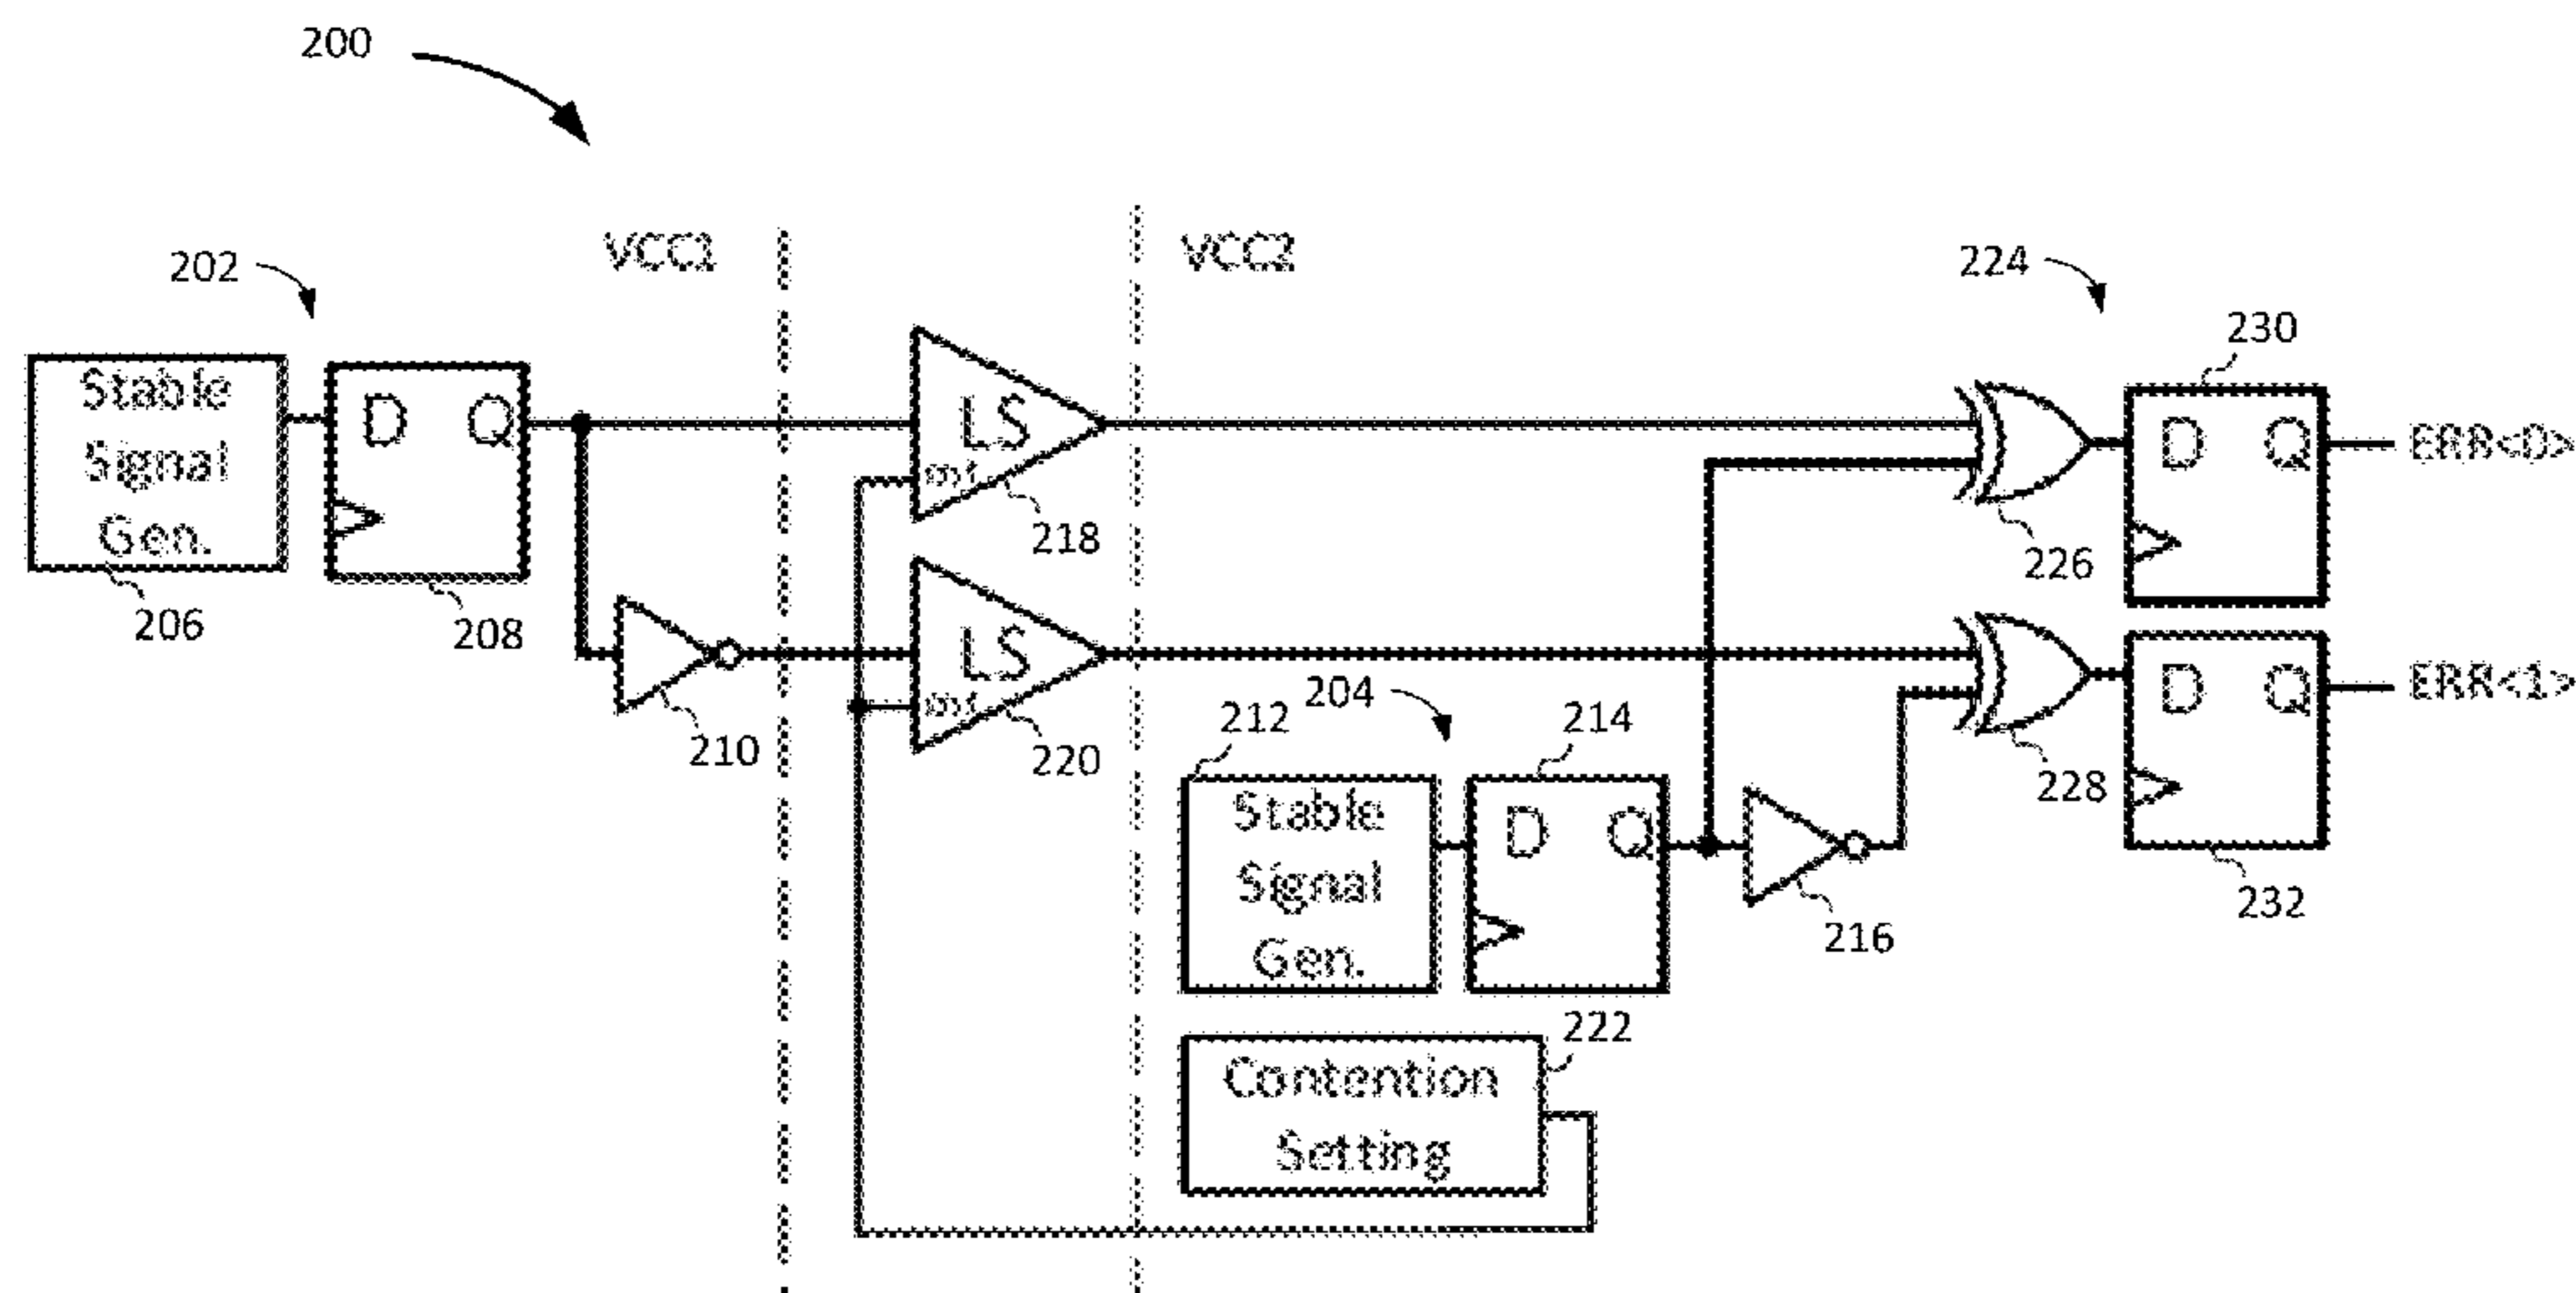 200
VCC1
VCC2
202
224
230
Stable
Signal
Gen.
D Q
LS
D Q
ERR<0>
218
226
206
208
LS
D Q
ERR<1>
210
220
204
212
214
228
Stable
Signal
Gen.
D Q
216
232
222
Contention
Setting